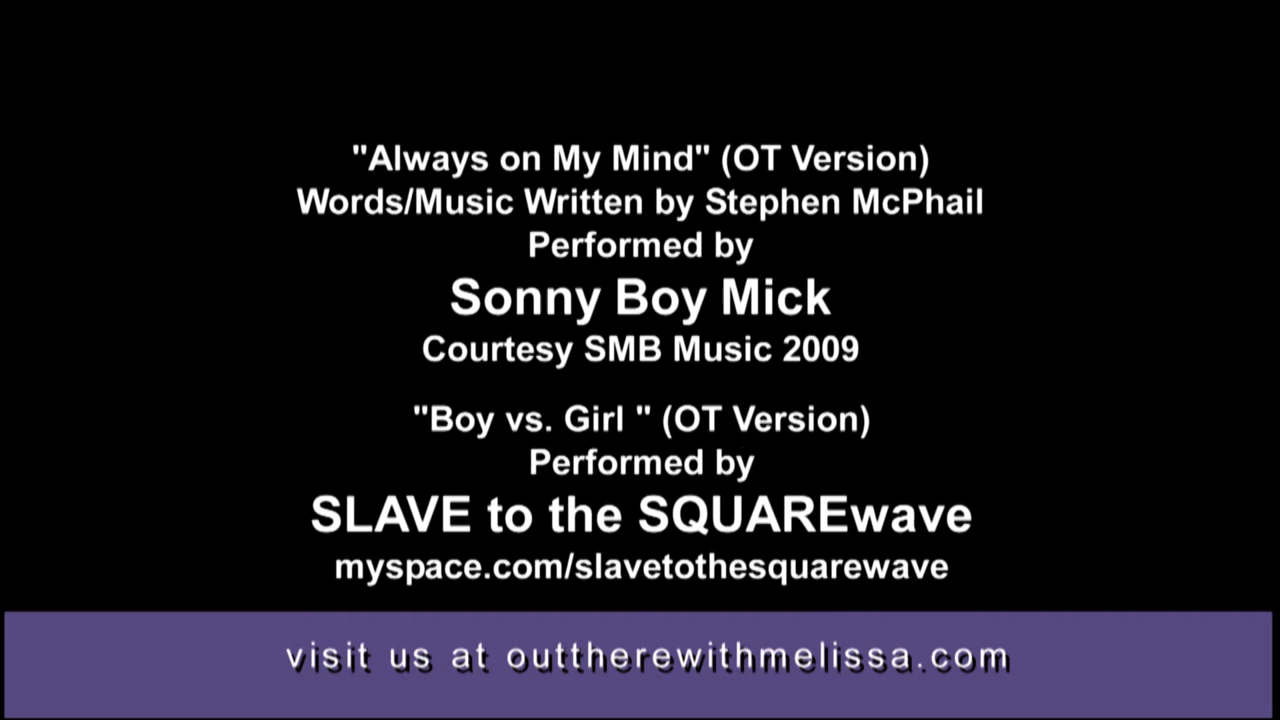 "Always on My Mind" (OT Version)
Words/Music Written by Stephen McPhail
Performed by
Sonny Boy Mick
Courtesy SMB Music 2009
"Boy vs. Girl " (OT Version)
Performed by
SLAVE to the SQUAREwave
myspace.com/slavetothesquarewave
visit us at outtherewithmelissa.com